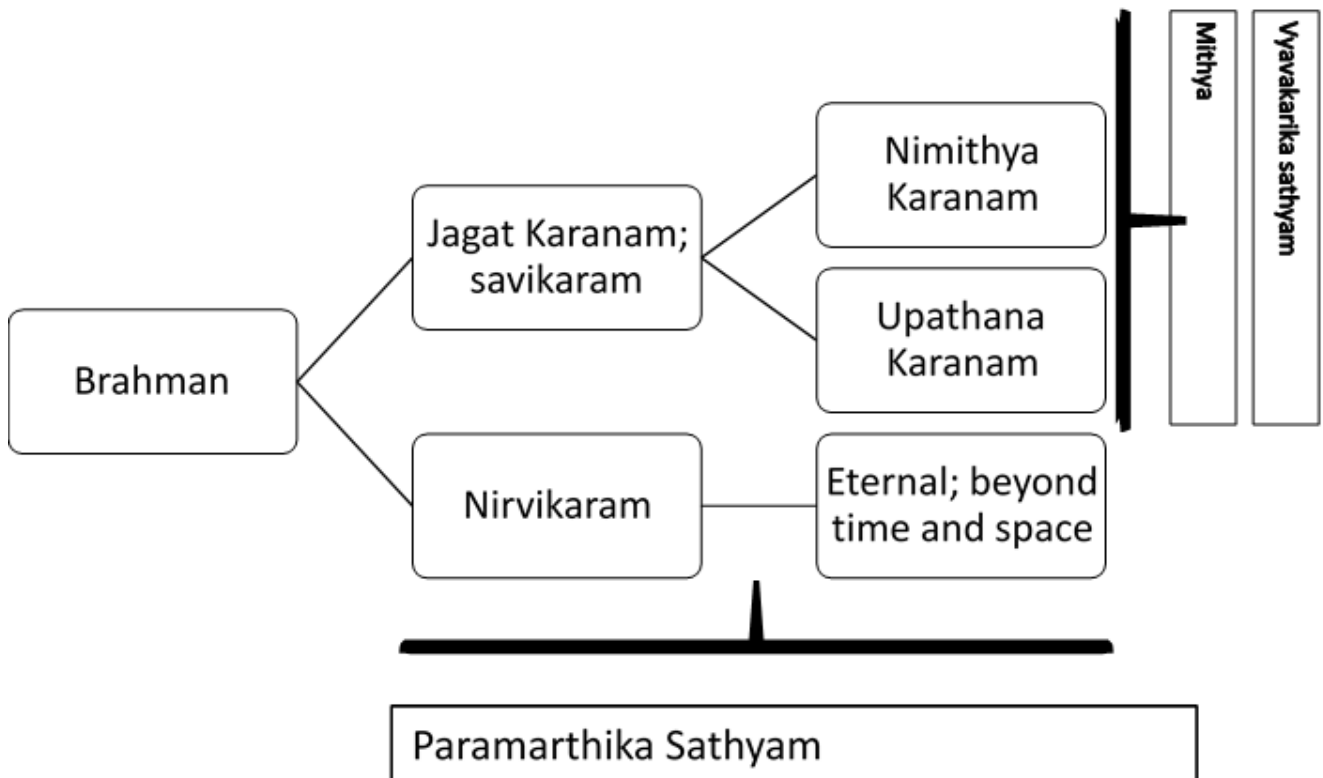 Brahman
Jagat Karanam;
savikaram
Nimithya
Karanam
Upathana
Karanam
Mithya
Vyavakarika sathyam
Nirvikaram
Eternal; beyond
time and space
Paramarthika Sathyam